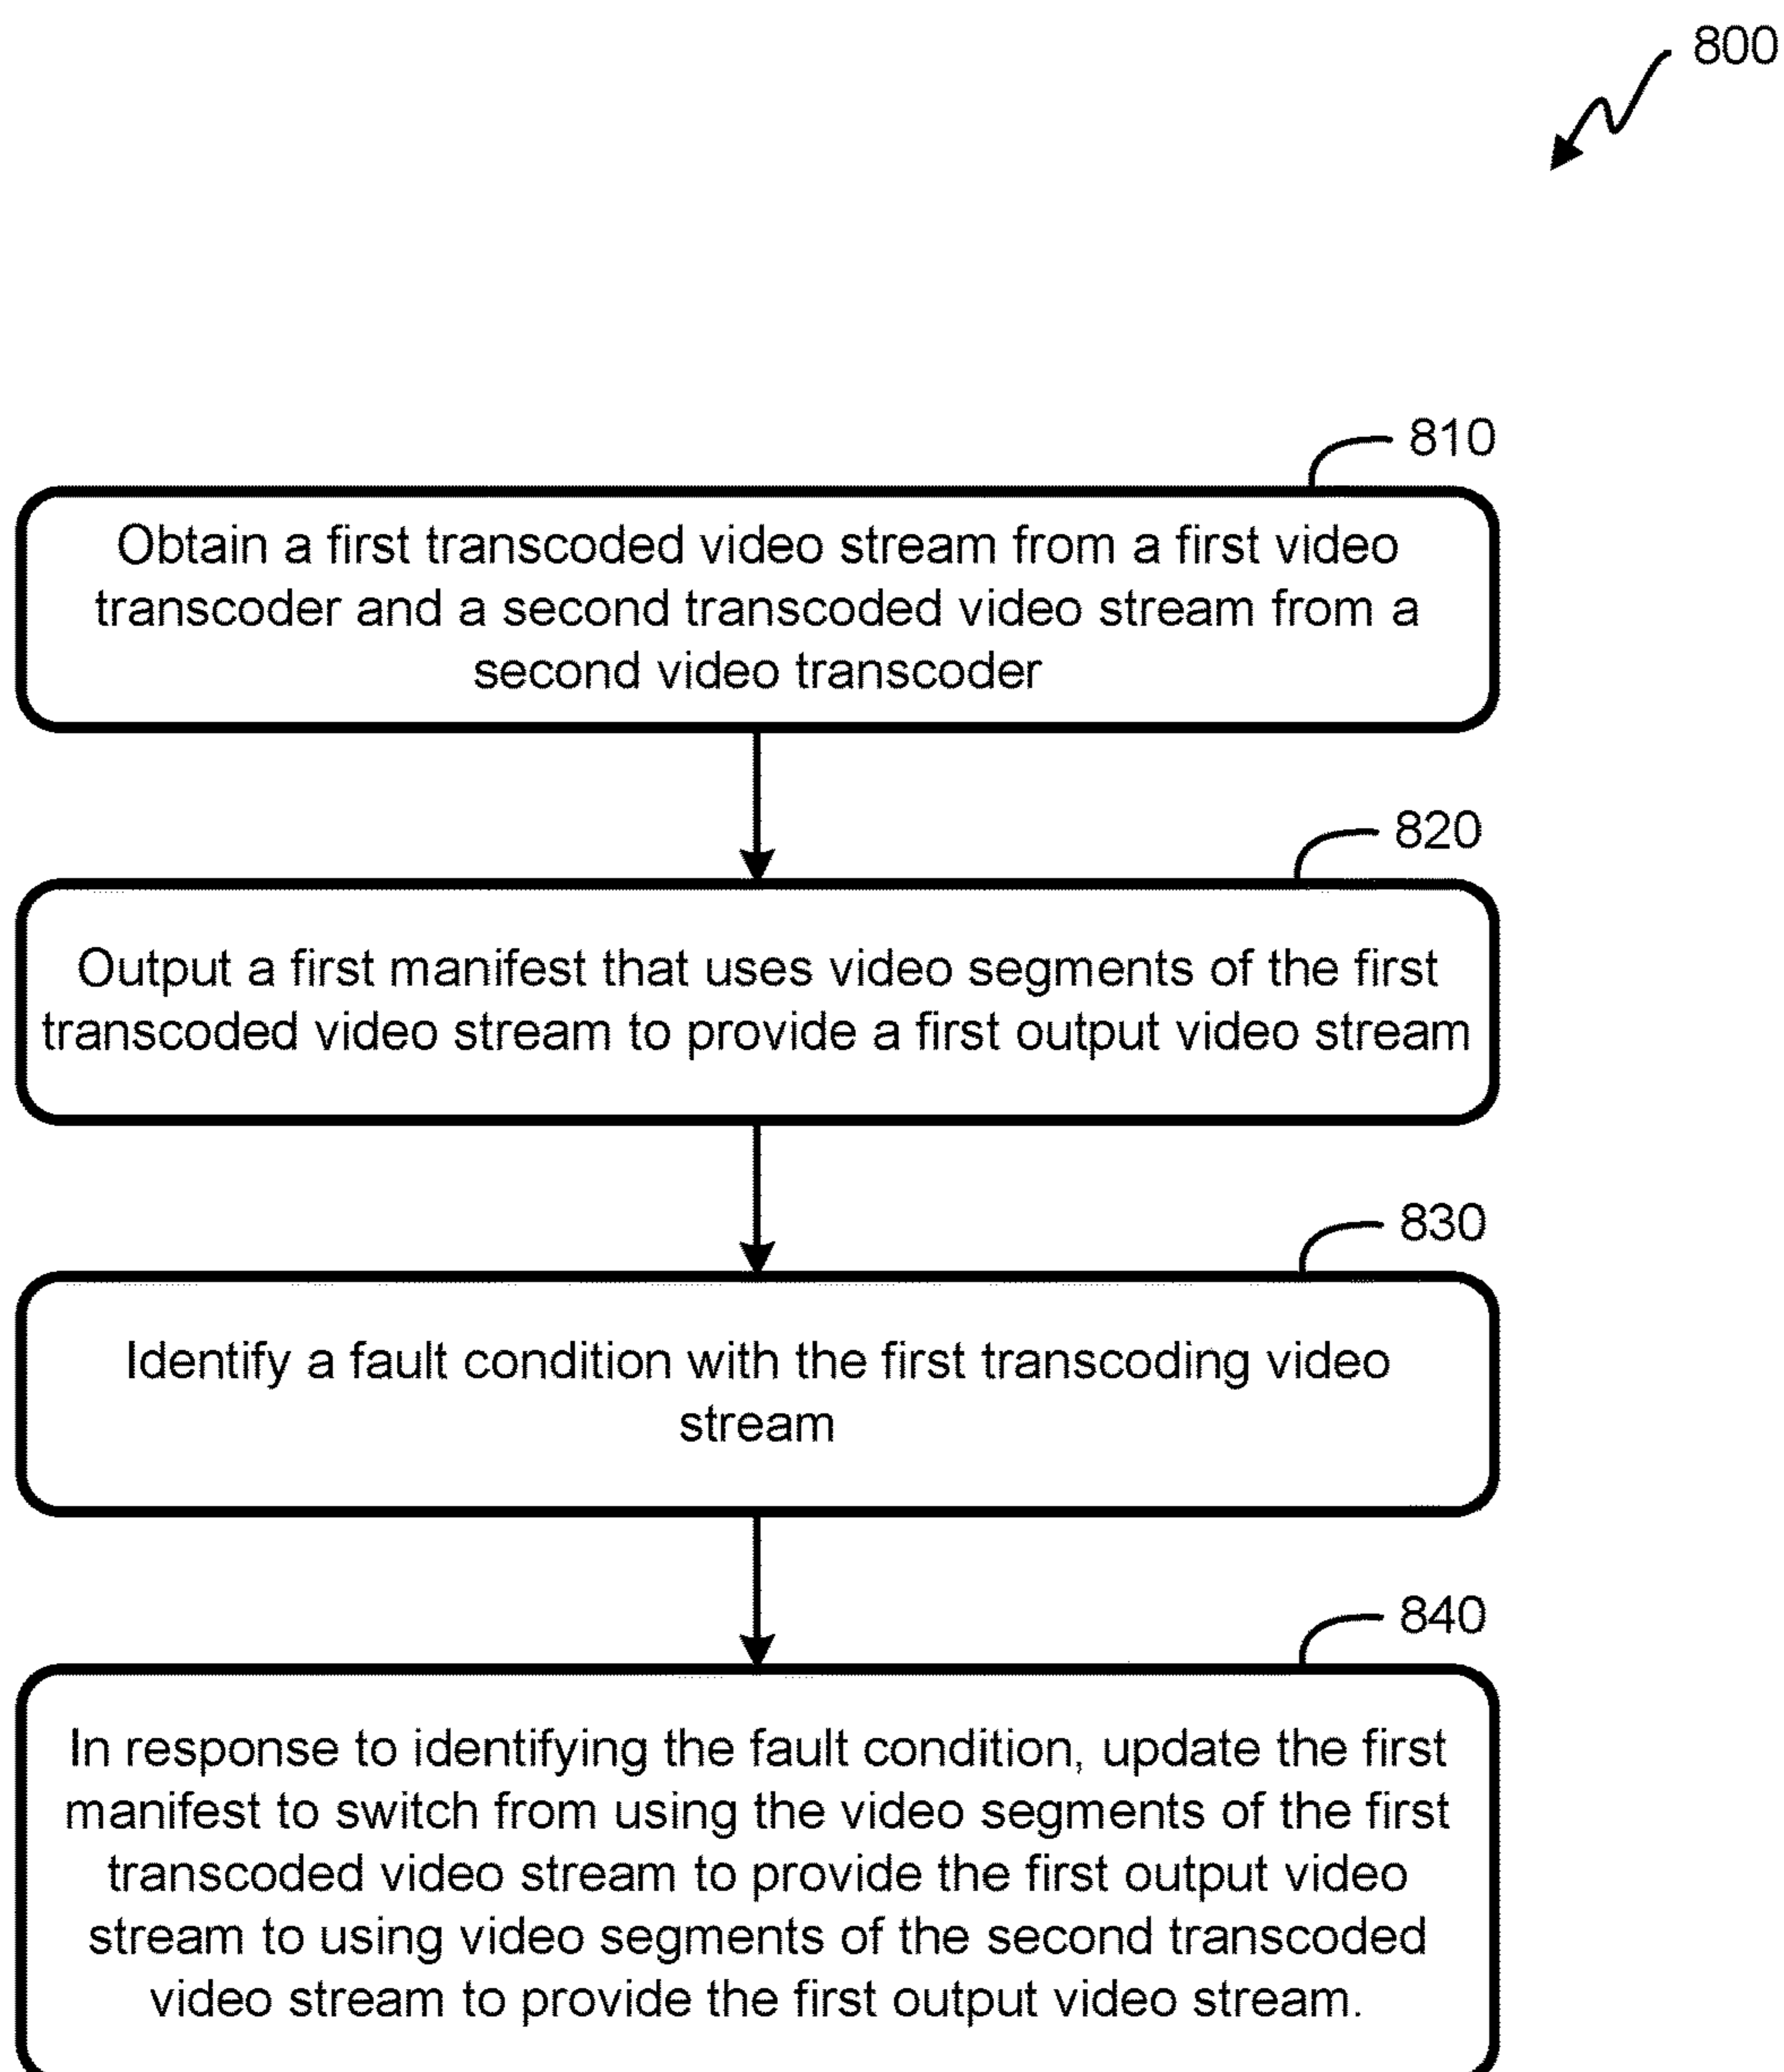 800
810
Obtain a first transcoded video stream from a first video
transcoder and a second transcoded video stream from a
second video transcoder
820
Output a first manifest that uses video segments of the first
transcoded video stream to provide a first output video stream
830
Identify a fault condition with the first transcoding video
stream
840
In response to identifying the fault condition, update the first
manifest to switch from using the video segments of the first
transcoded video stream to provide the first output video
stream to using video segments of the second transcoded
video stream to provide the first output video stream.